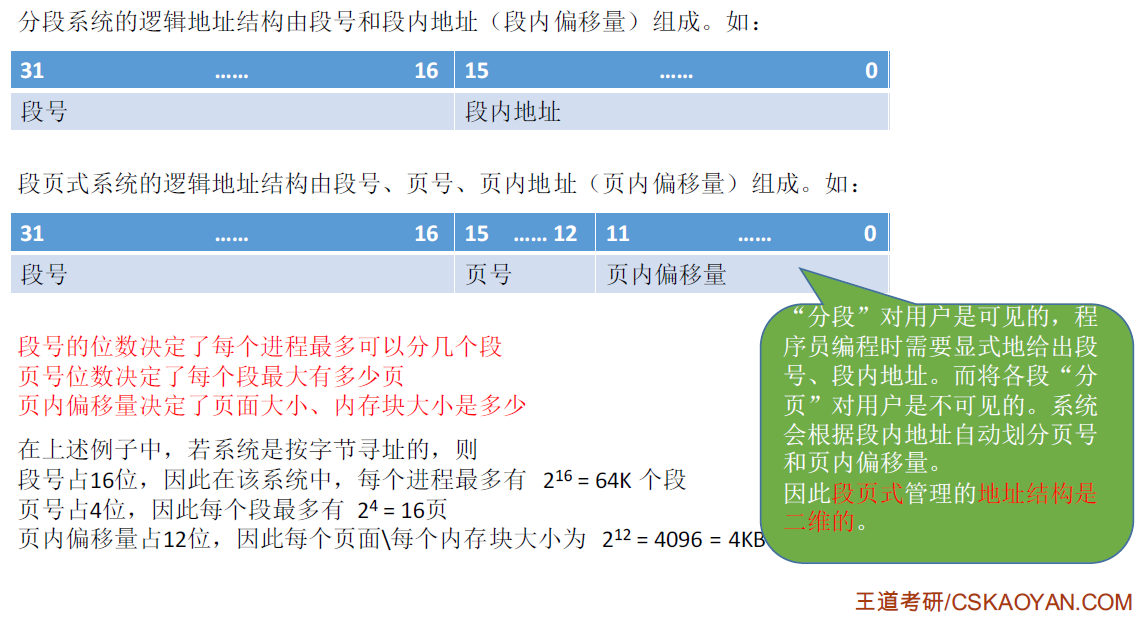 分段系统的逻辑地址结构由段号和段内地址（段内偏移量）组成。如：
31 …… 16 15 …… 0
段号 段内地址
段页式系统的逻辑地址结构由段号、页号、页内地址（页内偏移量）组成。如：
31 …… 16 15 …… 12 11 …… 0
段号 页号 页内偏移量
段号的位数决定了每个进程最多可以分几个段
页号位数决定了每个段最大有多少页
页内偏移量决定了页面大小、内存块大小是多少
在上述例子中，若系统是按字节寻址的，则
段号占16位，因此在该系统中，每个进程最多有 2¹⁶ = 64K 个段
页号占4位，因此每个段最多有 2⁴ = 16页
页内偏移量占12位，因此每个页面\每个内存块大小为 2¹² = 4096 = 4KB
“分段”对用户是可见的，程
序员编程时需要显式地给出段
号、段内地址。而将各段“分
页”对用户是不可见的。系统
会根据段内地址自动划分页号
和页内偏移量。
因此段页式管理的地址结构是
二维的。
王道考研/CSKAOYAN.COM